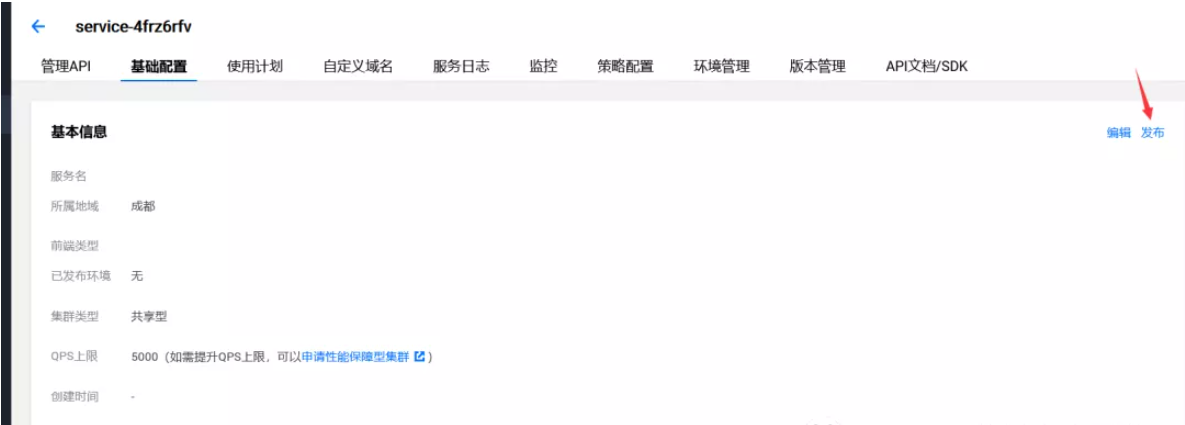 service-4frz6rfv
管理API 基础配置 使用计划 自定义域名 服务日志 监控 策略配置 环境管理 版本管理 API文档/SDK
基本信息 编辑 发布
服务名
所属地域 成都
前端类型
已发布环境 无
集群类型 共享型
QPS上限 5000（如需提升QPS上限，可以申请性能保障型集群）
创建时间 -